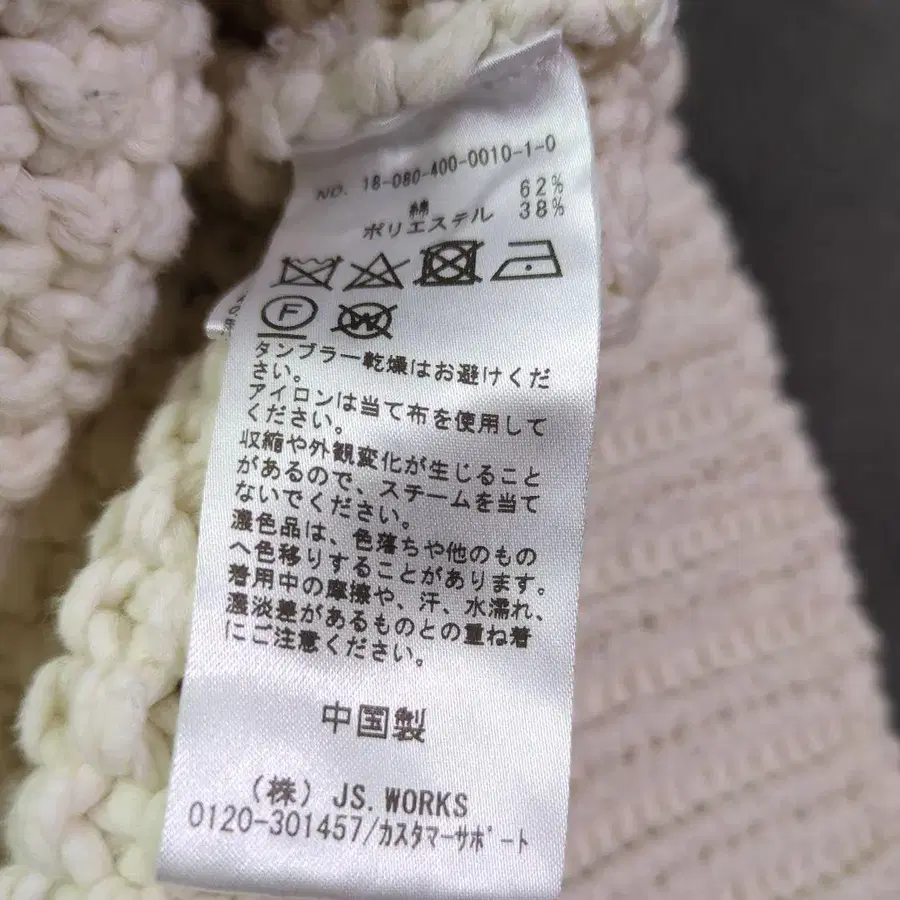 NO. 18-080-400-0010-1-0
綿 62%
ポリエステル 38%
F W
タンブラー乾燥はお避けくだ
さい。
アイロンは当て布を使用して
ください。
収縮や外観変化が生じること
があるので、スチームを当て
ないでください。
濃色品は、色落ちや他のもの
へ色移りすることがあります。
着用中の摩擦や、汗、水濡れ、
濃淡差があるものとの重ね着
にご注意ください。
中国製
(株) JS.WORKS
0120-301457/カスタマーサポート